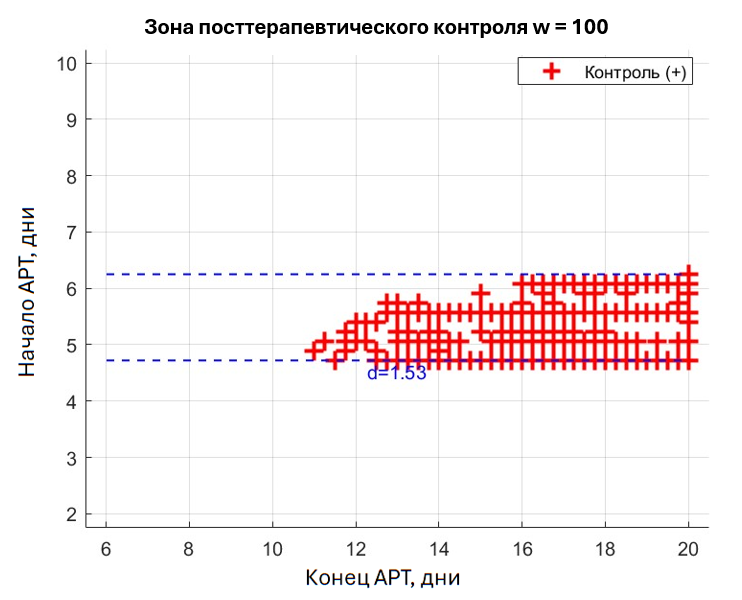 Зона посттерапевтического контроля w = 100
Контроль (+)
10
9
8
7
6
5
4
3
2
d=1.53
6 8 10 12 14 16 18 20
Начало АРТ, дни
Конец АРТ, дни